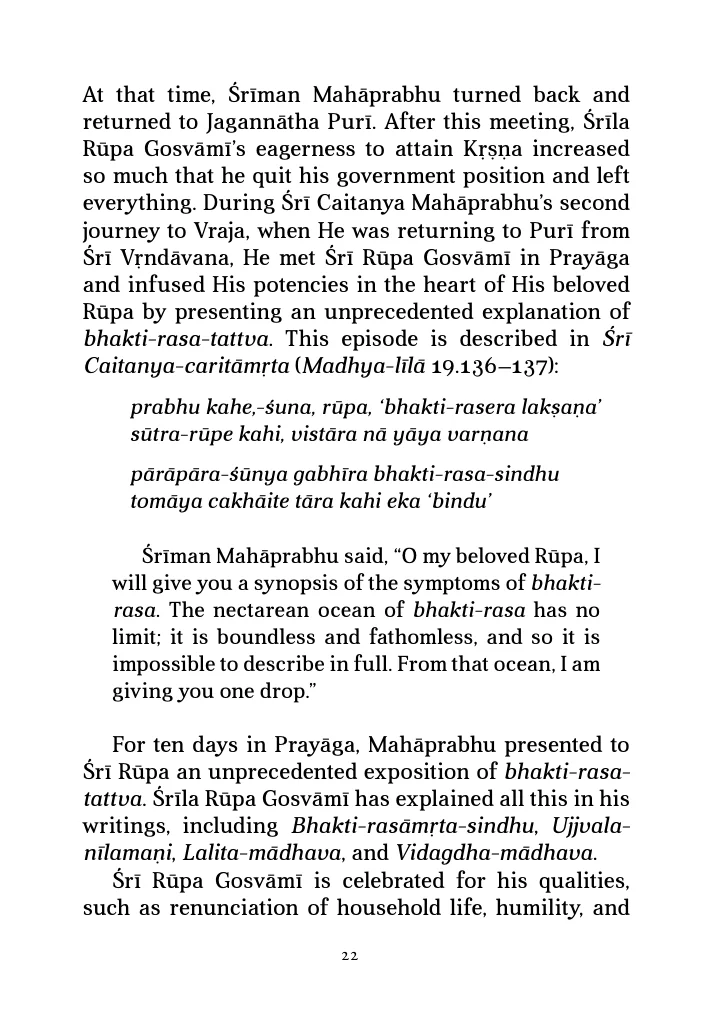 At that time, Śrīman Mahāprabhu turned back and
returned to Jagannātha Purī. After this meeting, Śrīla
Rūpa Gosvāmī’s eagerness to attain Kṛṣṇa increased
so much that he quit his government position and left
everything. During Śrī Caitanya Mahāprabhu’s second
journey to Vraja, when He was returning to Purī from
Śrī Vṛndāvana, He met Śrī Rūpa Gosvāmī in Prayāga
and infused His potencies in the heart of His beloved
Rūpa by presenting an unprecedented explanation of
bhakti-rasa-tattva. This episode is described in Śrī
Caitanya-caritāmṛta (Madhya-līlā 19.136–137):
prabhu kahe,-śuna, rūpa, ‘bhakti-rasera lakṣaṇa’
sūtra-rūpe kahi, vistāra nā yāya varṇana
pārāpāra-śūnya gabhīra bhakti-rasa-sindhu
tomāya cakhāite tāra kahi eka ‘bindu’
Śrīman Mahāprabhu said, “O my beloved Rūpa, I
will give you a synopsis of the symptoms of bhakti-
rasa. The nectarean ocean of bhakti-rasa has no
limit; it is boundless and fathomless, and so it is
impossible to describe in full. From that ocean, I am
giving you one drop.”
For ten days in Prayāga, Mahāprabhu presented to
Śrī Rūpa an unprecedented exposition of bhakti-rasa-
tattva. Śrīla Rūpa Gosvāmī has explained all this in his
writings, including Bhakti-rasāmṛta-sindhu, Ujjvala-
nīlamaṇi, Lalita-mādhava, and Vidagdha-mādhava.
Śrī Rūpa Gosvāmī is celebrated for his qualities,
such as renunciation of household life, humility, and
22